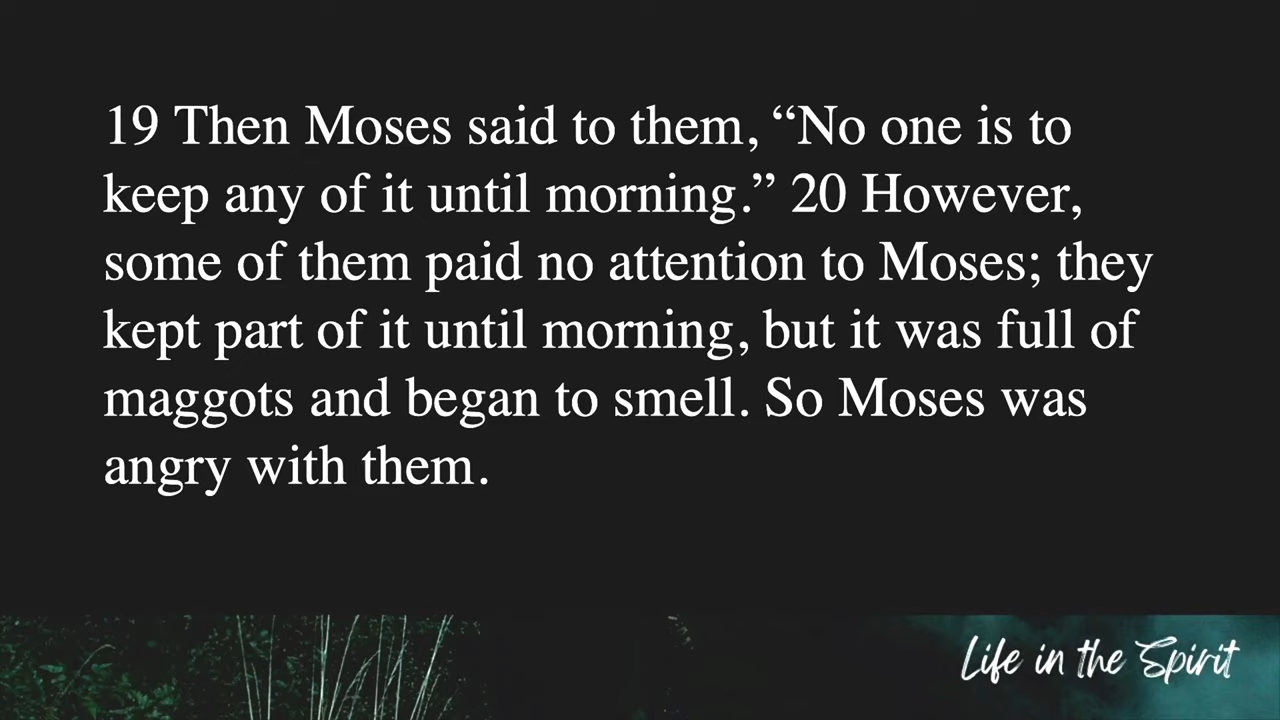 19 Then Moses said to them, “No one is to
keep any of it until morning.” 20 However,
some of them paid no attention to Moses; they
kept part of it until morning, but it was full of
maggots and began to smell. So Moses was
angry with them.
Life in the Spirit